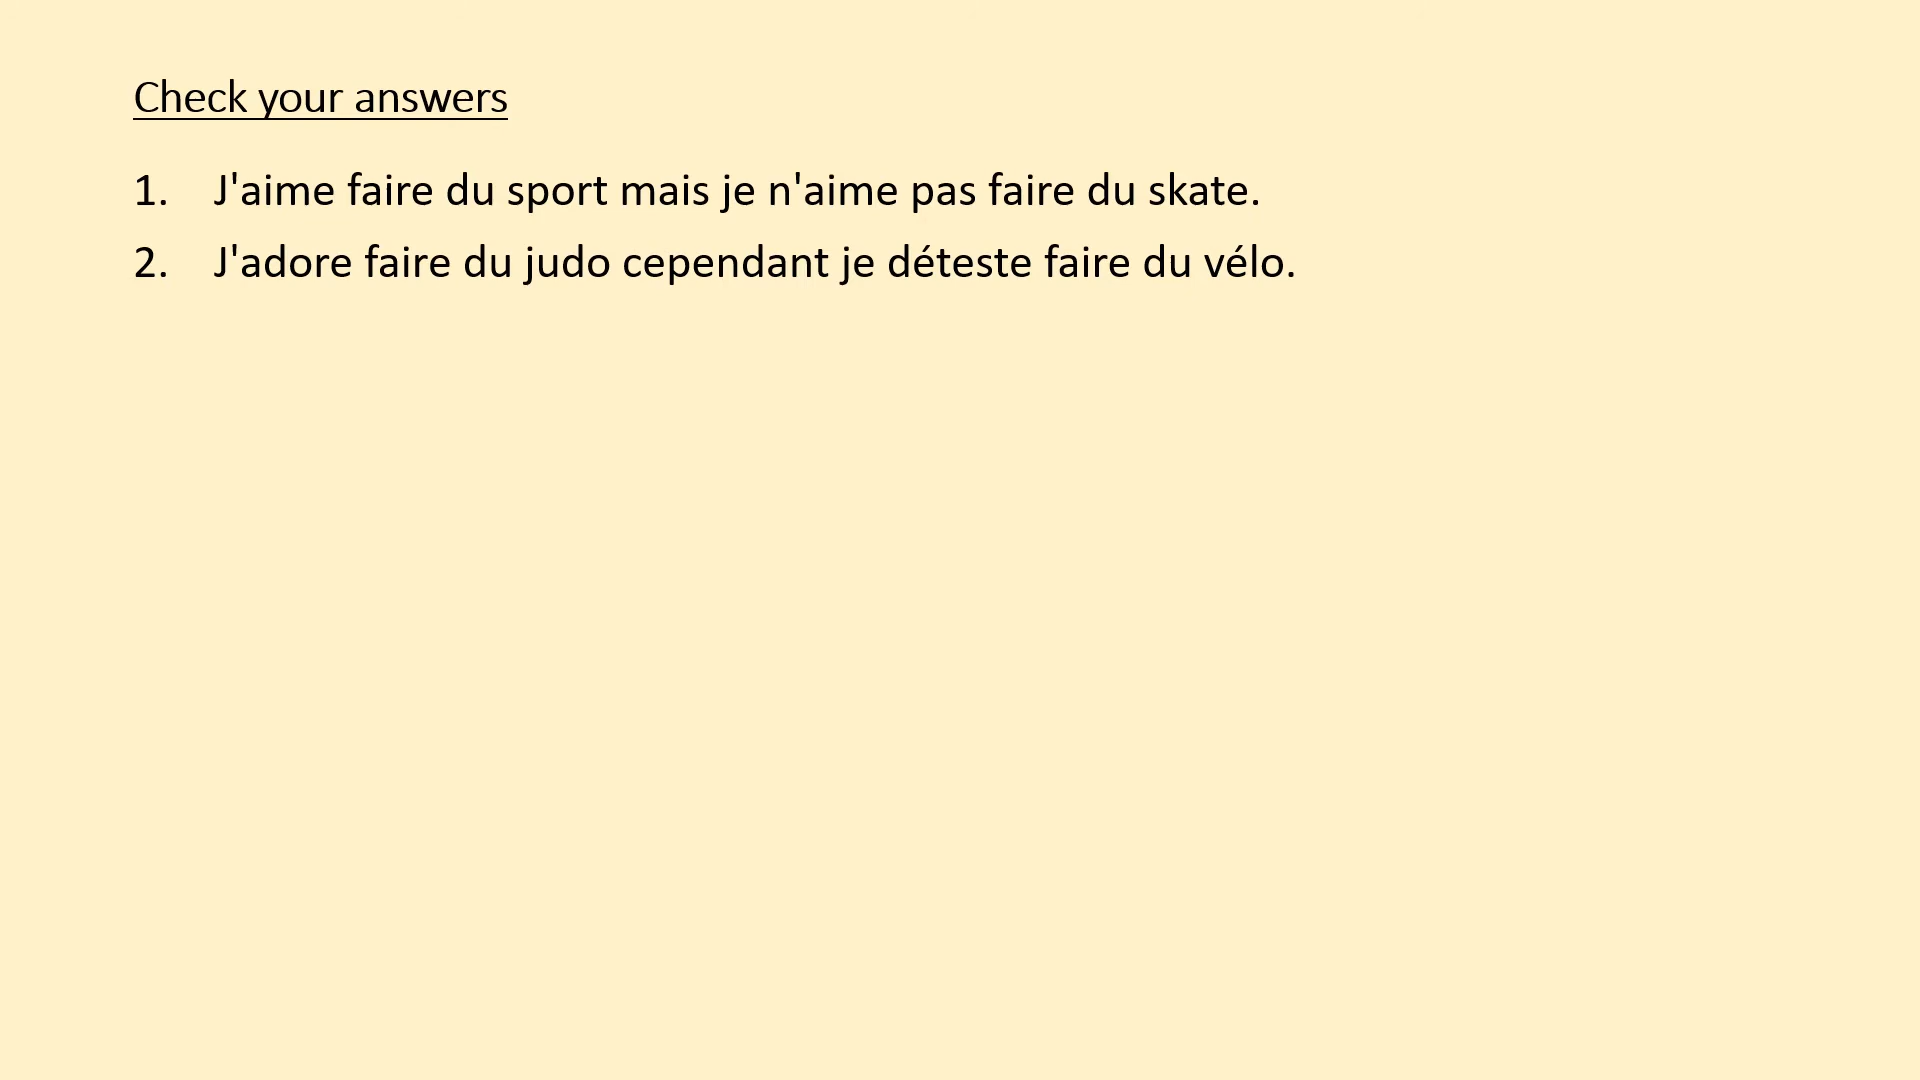 Check your answers
1. J'aime faire du sport mais je n'aime pas faire du skate.
2. J'adore faire du judo cependant je déteste faire du vélo.